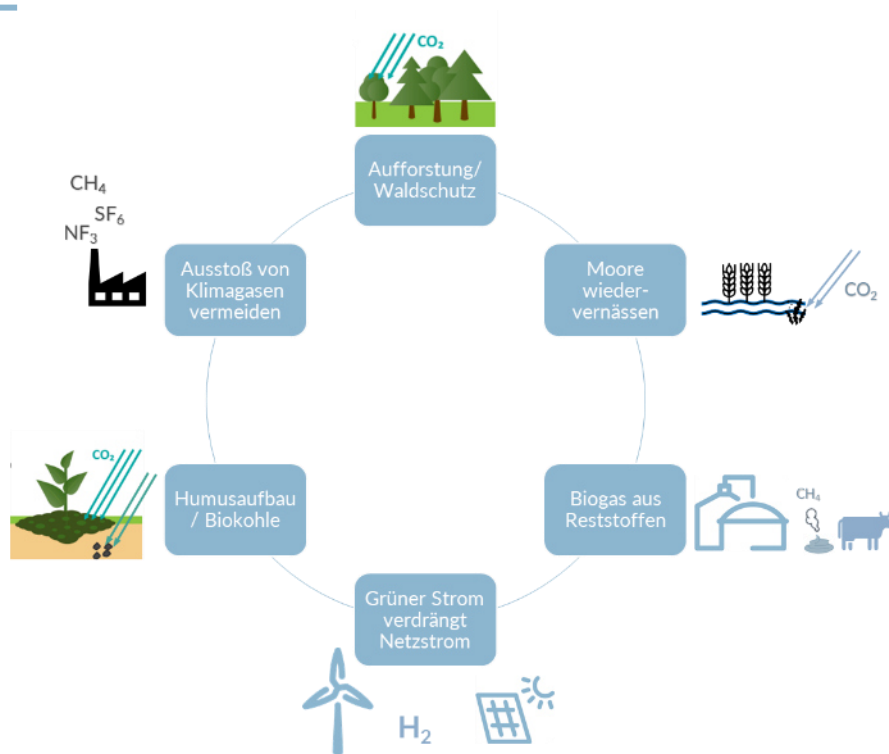 CO₂
Aufforstung/
Waldschutz
CH₄
SF₆
NF₃
Ausstoß von
Klimagasen
vermeiden
Moore
wieder-
vernässen
CO₂
CO₂
Humusaufbau
/ Biokohle
Biogas aus
Reststoffen
CH₄
Grüner Strom
verdrängt
Netzstrom
H₂